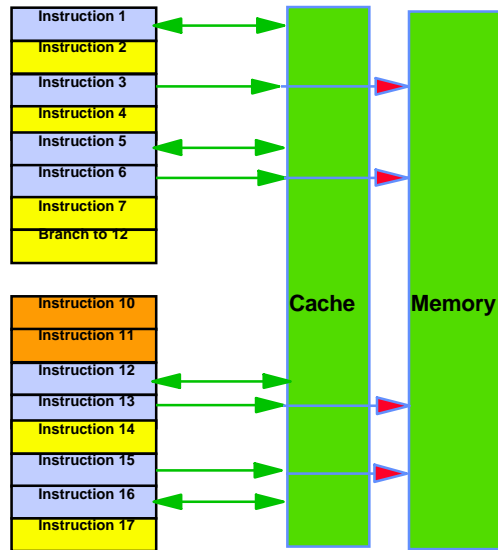 Instruction 1
Instruction 2
Instruction 3
Instruction 4
Instruction 5
Instruction 6
Instruction 7
Branch to 12
Instruction 10
Instruction 11
Instruction 12
Instruction 13
Instruction 14
Instruction 15
Instruction 16
Instruction 17
Cache
Memory